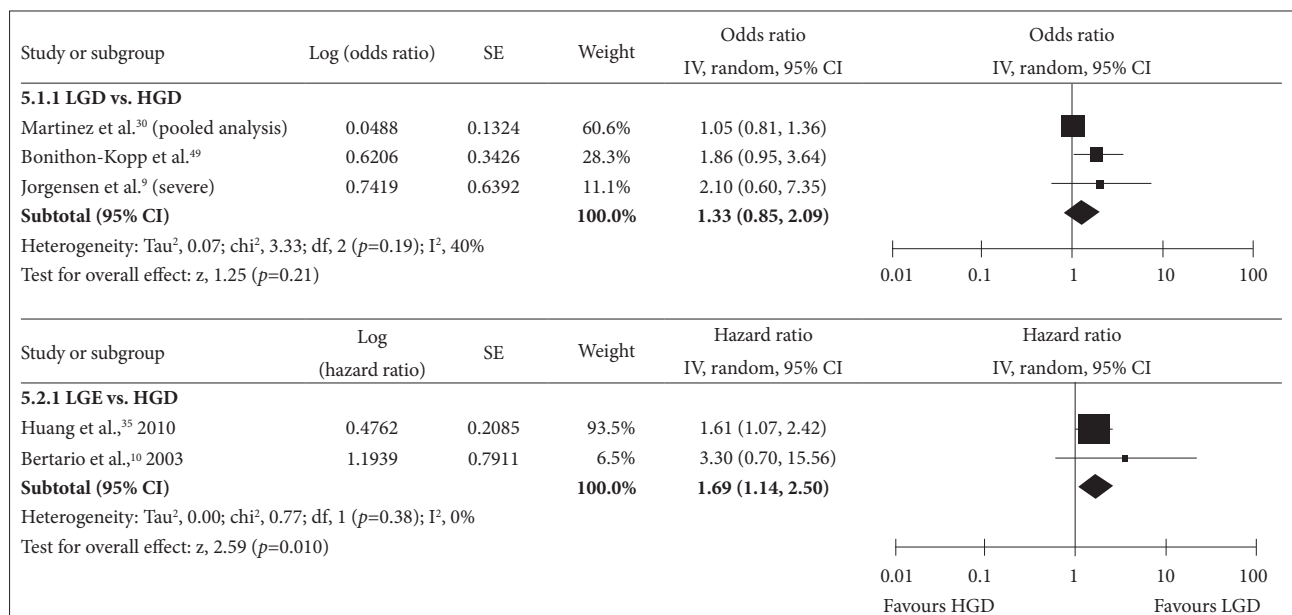 Study or subgroup Log (odds ratio) SE Weight Odds ratio IV, random, 95% CI Odds ratio IV, random, 95% CI
5.1.1 LGD vs. HGD
Martinez et al.³⁰ (pooled analysis) 0.0488 0.1324 60.6% 1.05 (0.81, 1.36)
Bonithon-Kopp et al.⁴⁹ 0.6206 0.3426 28.3% 1.86 (0.95, 3.64)
Jorgensen et al.⁹ (severe) 0.7419 0.6392 11.1% 2.10 (0.60, 7.35)
Subtotal (95% CI) 100.0% 1.33 (0.85, 2.09)
Heterogeneity: Tau², 0.07; chi², 3.33; df, 2 (p=0.19); I², 40%
Test for overall effect: z, 1.25 (p=0.21)
0.01 0.1 1 10 100
Study or subgroup Log (hazard ratio) SE Weight Hazard ratio IV, random, 95% CI Hazard ratio IV, random, 95% CI
5.2.1 LGE vs. HGD
Huang et al.,³⁵ 2010 0.4762 0.2085 93.5% 1.61 (1.07, 2.42)
Bertario et al.,¹⁰ 2003 1.1939 0.7911 6.5% 3.30 (0.70, 15.56)
Subtotal (95% CI) 100.0% 1.69 (1.14, 2.50)
Heterogeneity: Tau², 0.00; chi², 0.77; df, 1 (p=0.38); I², 0%
Test for overall effect: z, 2.59 (p=0.010)
0.01 0.1 1 10 100
Favours HGD Favours LGD